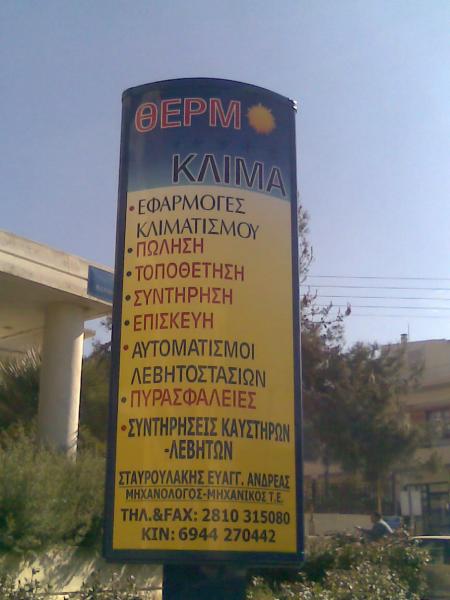 ΘΕΡΜ
ΚΛΙΜΑ
• ΕΦΑΡΜΟΓΕΣ
ΚΛΙΜΑΤΙΣΜΟΥ
• ΠΩΛΗΣΗ
• ΤΟΠΟΘΕΤΗΣΗ
• ΣΥΝΤΗΡΗΣΗ
• ΕΠΙΣΚΕΥΗ
• ΑΥΤΟΜΑΤΙΣΜΟΙ
ΛΕΒΗΤΟΣΤΑΣΙΩΝ
• ΠΥΡΑΣΦΑΛΕΙΕΣ
• ΣΥΝΤΗΡΗΣΕΙΣ ΚΑΥΣΤΗΡΩΝ
-ΛΕΒΗΤΩΝ
ΣΤΑΥΡΟΥΛΑΚΗΣ ΕΥΑΓΓ. ΑΝΔΡΕΑΣ
ΜΗΧΑΝΟΛΟΓΟΣ-ΜΗΧΑΝΙΚΟΣ Τ.Ε.
ΤΗΛ.&FAX: 2810 315080
ΚΙΝ: 6944 270442